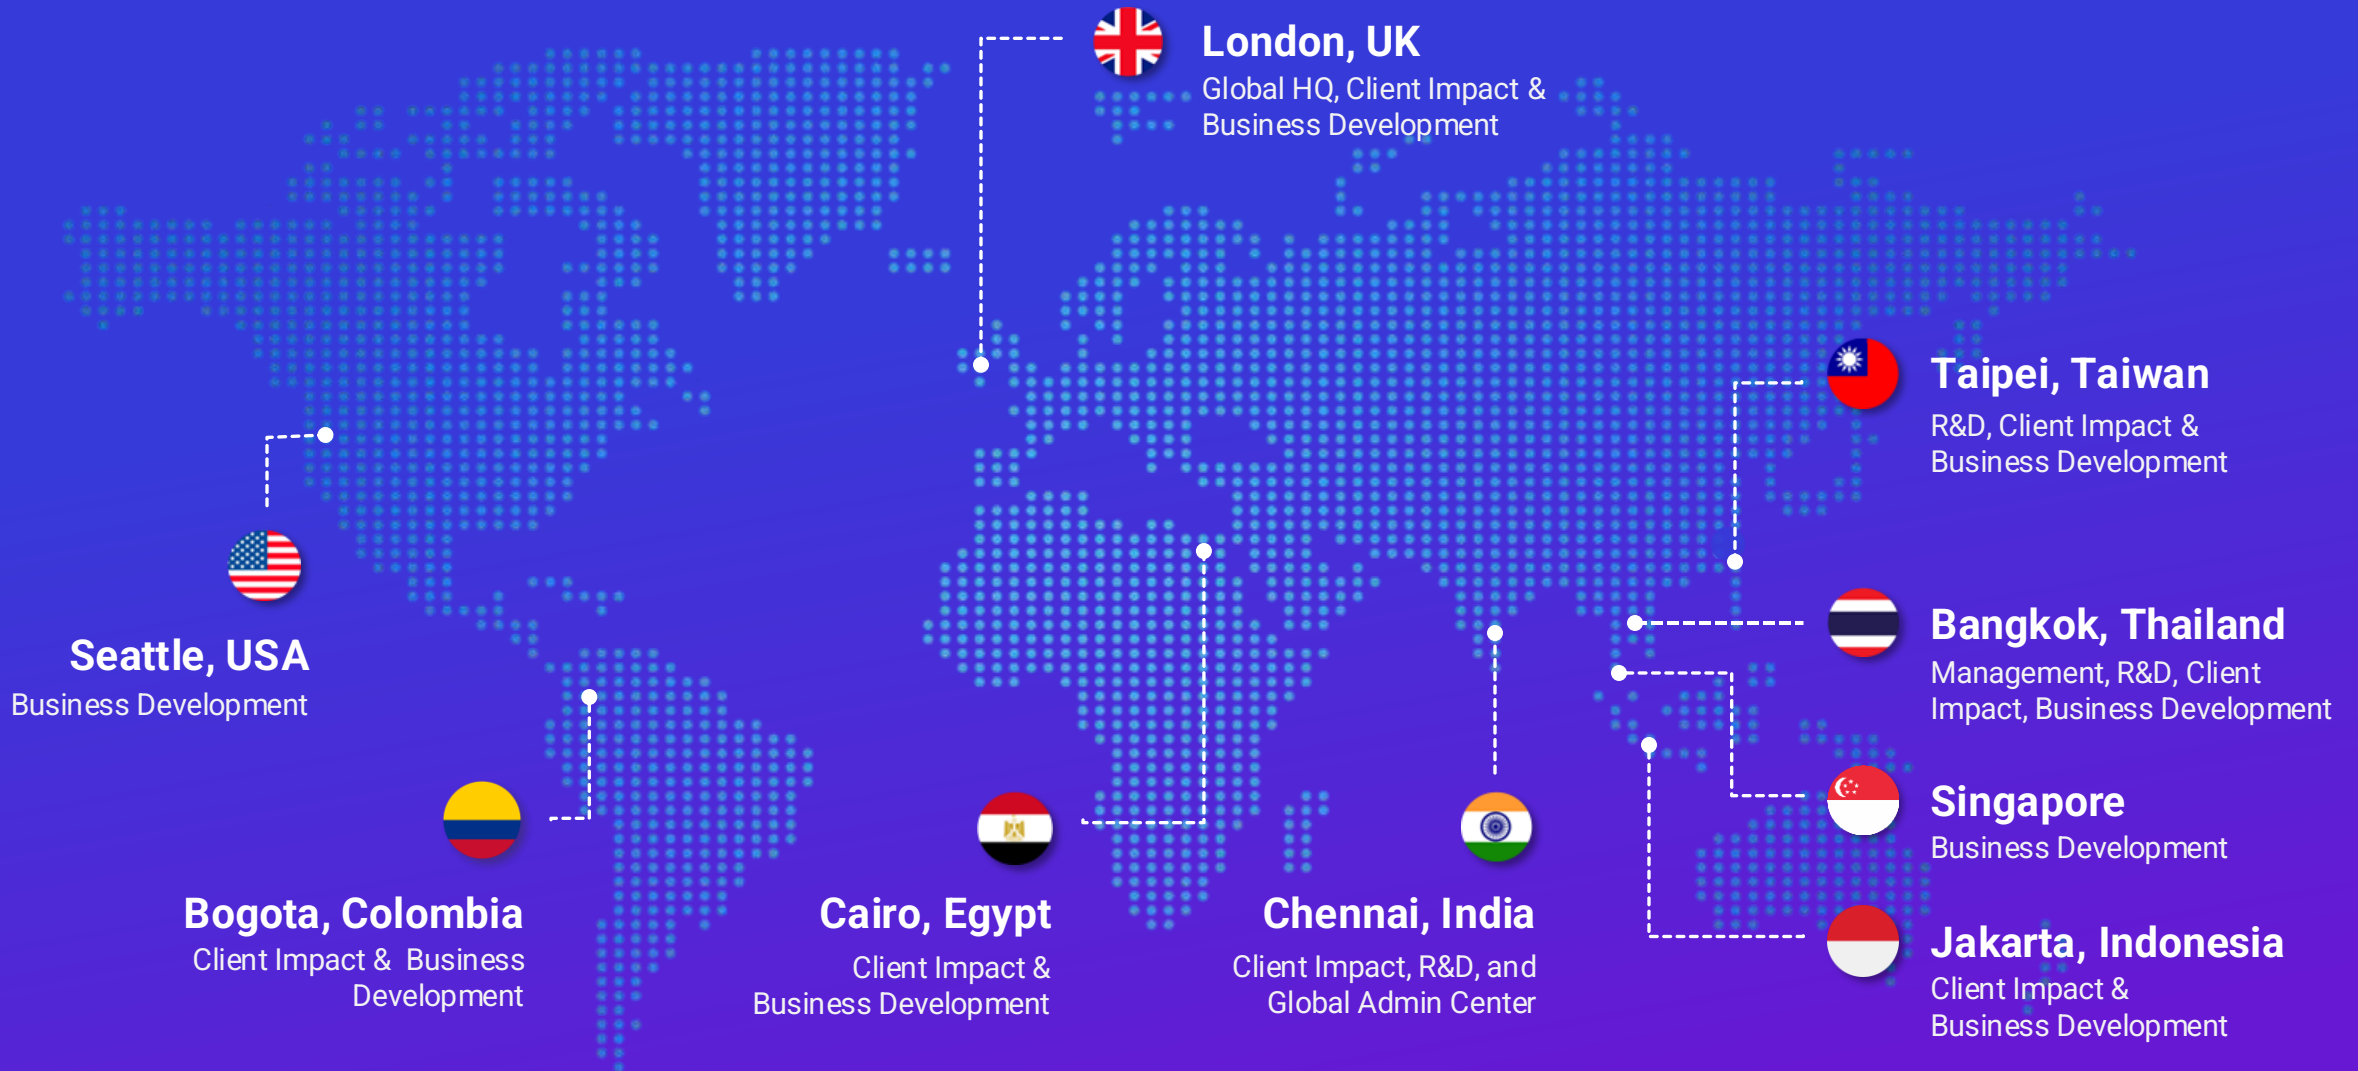 London, UK
Global HQ, Client Impact &
Business Development
Taipei, Taiwan
R&D, Client Impact &
Business Development
Seattle, USA
Business Development
Bangkok, Thailand
Management, R&D, Client
Impact, Business Development
Singapore
Business Development
Bogota, Colombia
Client Impact & Business
Development
Cairo, Egypt
Client Impact &
Business Development
Chennai, India
Client Impact, R&D, and
Global Admin Center
Jakarta, Indonesia
Client Impact &
Business Development